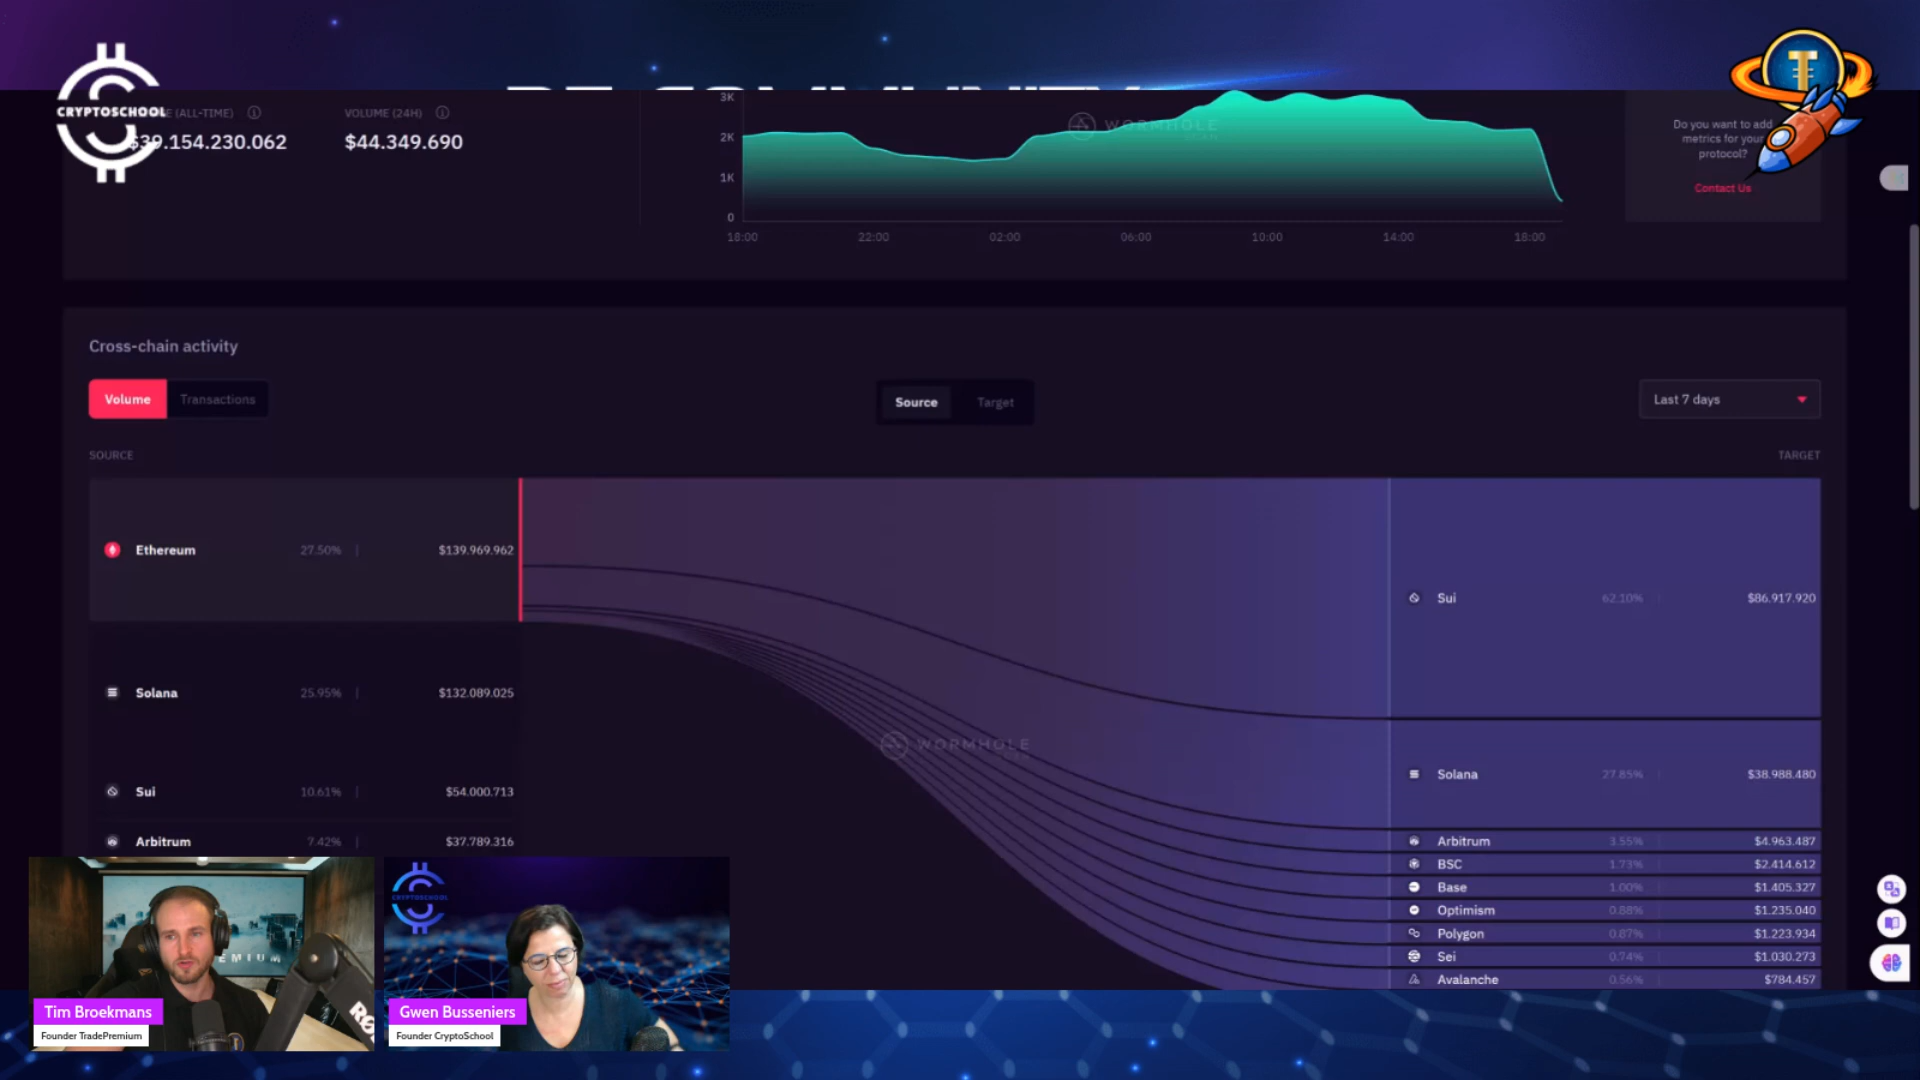 CRYPTOSCHOOL
(ALL-TIME)
$39.154.230.062
VOLUME (24H)
$44.349.690
3K
2K
1K
0
18:00
22:00
02:00
06:00
10:00
14:00
18:00
WORMHOLE
SCAN
Do you want to add
metrics for your
protocol?
Contact Us
Cross-chain activity
Volume
Transactions
Source
Target
Last 7 days
SOURCE
TARGET
Ethereum 27.50% | $139.969.962
Solana 25.95% | $132.089.025
Sui 10.61% | $54.000.713
Arbitrum 7.42% | $37.789.316
WORMHOLE
Sui 62.10% $86.917.920
Solana 27.85% $38.988.480
Arbitrum 3.55% $4.963.487
BSC 1.73% $2.414.612
Base 1.00% $1.405.327
Optimism 0.88% $1.235.040
Polygon 0.87% $1.223.934
Sei 0.74% $1.030.273
Avalanche 0.56% $784.457
EMIUM
Tim Broekmans
Founder TradePremium
CRYPTOSCHOOL
Gwen Busseniers
Founder CryptoSchool